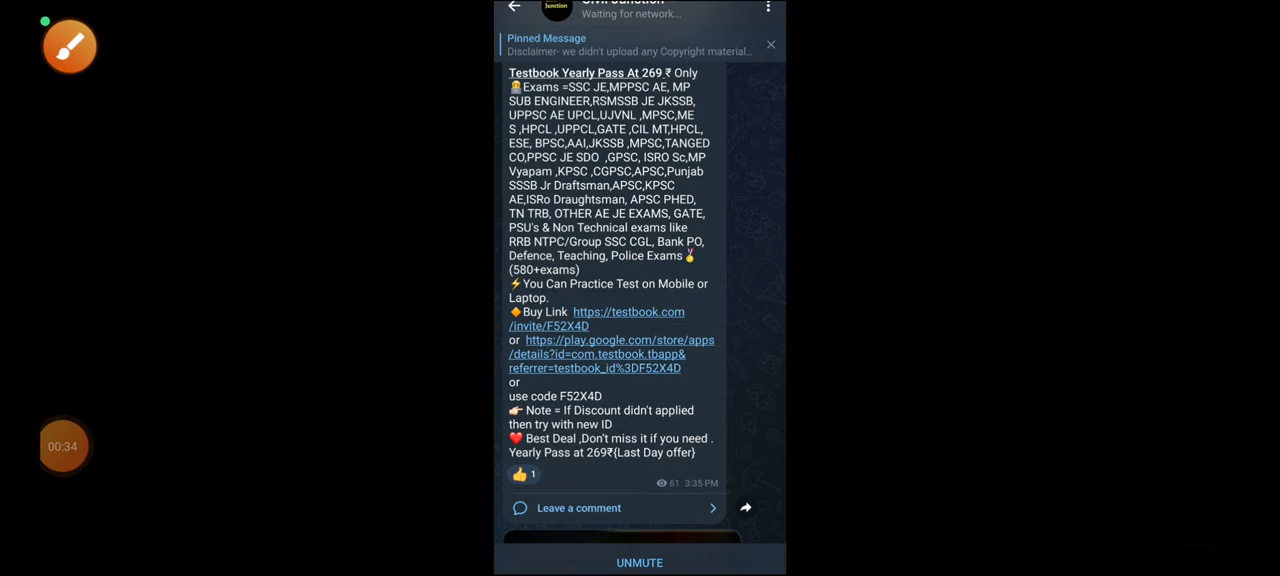 Junction
Waiting for network...
Pinned Message
Disclaimer- we didn't upload any Copyright material...
Testbook Yearly Pass At 269 ₹ Only
👨‍💼Exams =SSC JE,MPPSC AE, MP
SUB ENGINEER,RSMSSB JE JKSSB,
UPPSC AE UPCL,UJVNL ,MPSC,ME
S ,HPCL ,UPPCL,GATE ,CIL MT,HPCL,
ESE, BPSC,AAI,JKSSB ,MPSC,TANGED
CO,PPSC JE SDO ,GPSC, ISRO Sc,MP
Vyapam ,KPSC ,CGPSC,APSC,Punjab
SSSB Jr Draftsman,APSC,KPSC
AE,ISRo Draughtsman, APSC PHED,
TN TRB, OTHER AE JE EXAMS, GATE,
PSU's & Non Technical exams like
RRB NTPC/Group SSC CGL, Bank PO,
Defence, Teaching, Police Exams🏅
(580+exams)
⚡You Can Practice Test on Mobile or
Laptop.
🔶Buy Link https://testbook.com
/invite/F52X4D
or https://play.google.com/store/apps
/details?id=com.testbook.tbapp&
referrer=testbook_id%3DF52X4D
or
use code F52X4D
👉🏻 Note = If Discount didn't applied
then try with new ID
❤️ Best Deal ,Don't miss it if you need .
Yearly Pass at 269₹{Last Day offer}
👍 1
61 3:35 PM
Leave a comment
UNMUTE
00:34